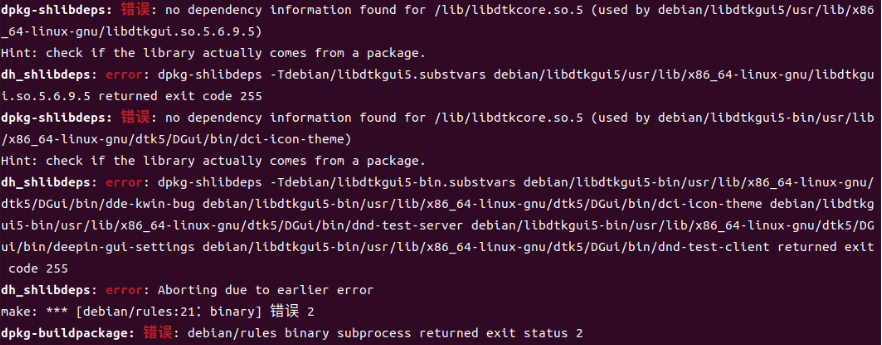 dpkg-shlibdeps: 错误: no dependency information found for /lib/libdtkcore.so.5 (used by debian/libdtkgui5/usr/lib/x86
_64-linux-gnu/libdtkgui.so.5.6.9.5)
Hint: check if the library actually comes from a package.
dh_shlibdeps: error: dpkg-shlibdeps -Tdebian/libdtkgui5.substvars debian/libdtkgui5/usr/lib/x86_64-linux-gnu/libdtkgu
i.so.5.6.9.5 returned exit code 255
dpkg-shlibdeps: 错误: no dependency information found for /lib/libdtkcore.so.5 (used by debian/libdtkgui5-bin/usr/lib
/x86_64-linux-gnu/dtk5/DGui/bin/dci-icon-theme)
Hint: check if the library actually comes from a package.
dh_shlibdeps: error: dpkg-shlibdeps -Tdebian/libdtkgui5-bin.substvars debian/libdtkgui5-bin/usr/lib/x86_64-linux-gnu/
dtk5/DGui/bin/dde-kwin-bug debian/libdtkgui5-bin/usr/lib/x86_64-linux-gnu/dtk5/DGui/bin/dci-icon-theme debian/libdtkg
ui5-bin/usr/lib/x86_64-linux-gnu/dtk5/DGui/bin/dnd-test-server debian/libdtkgui5-bin/usr/lib/x86_64-linux-gnu/dtk5/DG
ui/bin/deepin-gui-settings debian/libdtkgui5-bin/usr/lib/x86_64-linux-gnu/dtk5/DGui/bin/dnd-test-client returned exit
code 255
dh_shlibdeps: error: Aborting due to earlier error
make: *** [debian/rules:21：binary] 错误 2
dpkg-buildpackage: 错误: debian/rules binary subprocess returned exit status 2